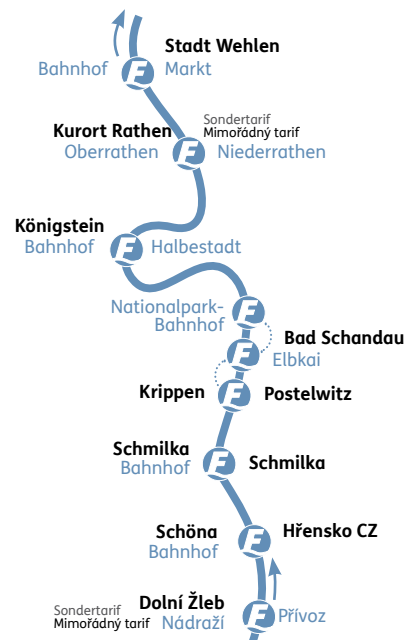 Stadt Wehlen
Bahnhof F Markt
Sondertarif
Kurort Rathen Mimořádný tarif
Oberrathen F Niederrathen
Königstein
Bahnhof F Halbestadt
Nationalpark-
Bahnhof F
Bad Schandau
F Elbkai
Krippen F Postelwitz
Schmilka
Bahnhof F Schmilka
Schöna Hřensko CZ
Bahnhof F
Sondertarif Dolní Žleb
Mimořádný tarif Nádraží F Přívoz